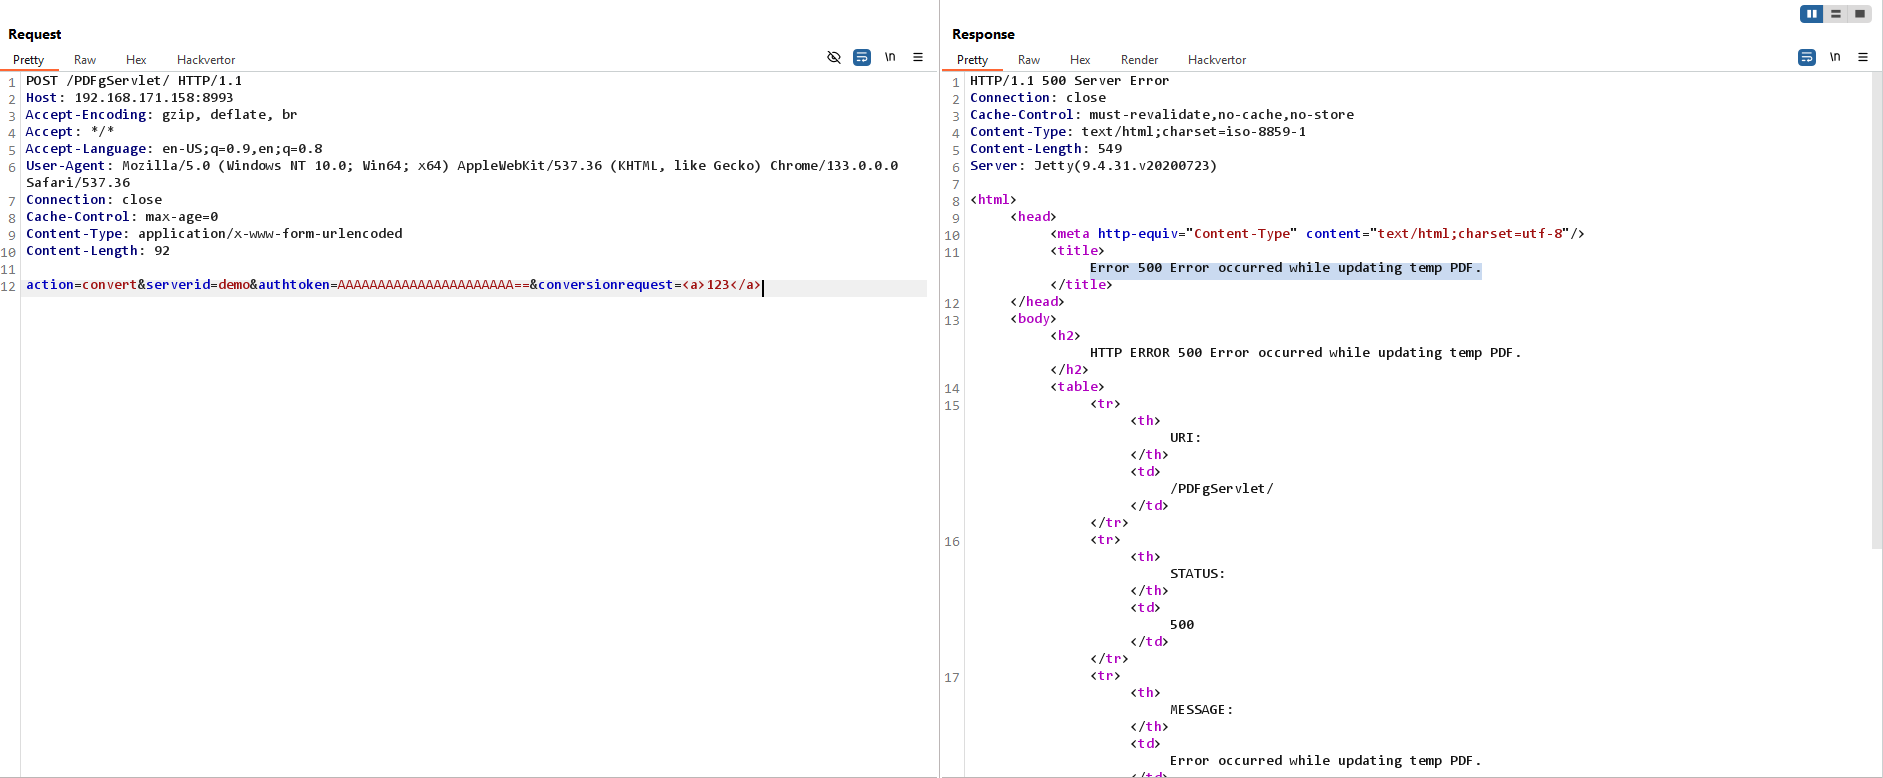 Request
Pretty Raw Hex Hackvertor
\n
1 POST /PDFgServlet/ HTTP/1.1
2 Host: 192.168.171.158:8993
3 Accept-Encoding: gzip, deflate, br
4 Accept: */*
5 Accept-Language: en-US;q=0.9,en;q=0.8
6 User-Agent: Mozilla/5.0 (Windows NT 10.0; Win64; x64) AppleWebKit/537.36 (KHTML, like Gecko) Chrome/133.0.0.0
Safari/537.36
7 Connection: close
8 Cache-Control: max-age=0
9 Content-Type: application/x-www-form-urlencoded
10 Content-Length: 92
11
12 action=convert&serverid=demo&authtoken=AAAAAAAAAAAAAAAAAAAAAA==&conversionrequest=<a>123</a>
Response
Pretty Raw Hex Render Hackvertor
\n
1 HTTP/1.1 500 Server Error
2 Connection: close
3 Cache-Control: must-revalidate,no-cache,no-store
4 Content-Type: text/html;charset=iso-8859-1
5 Content-Length: 549
6 Server: Jetty(9.4.31.v20200723)
7
8 <html>
9 <head>
10 <meta http-equiv="Content-Type" content="text/html;charset=utf-8"/>
11 <title>
Error 500 Error occurred while updating temp PDF.
</title>
12 </head>
13 <body>
<h2>
HTTP ERROR 500 Error occurred while updating temp PDF.
</h2>
14 <table>
15 <tr>
<th>
URI:
</th>
<td>
/PDFgServlet/
</td>
</tr>
16 <tr>
<th>
STATUS:
</th>
<td>
500
</td>
</tr>
17 <tr>
<th>
MESSAGE:
</th>
<td>
Error occurred while updating temp PDF.
</td>